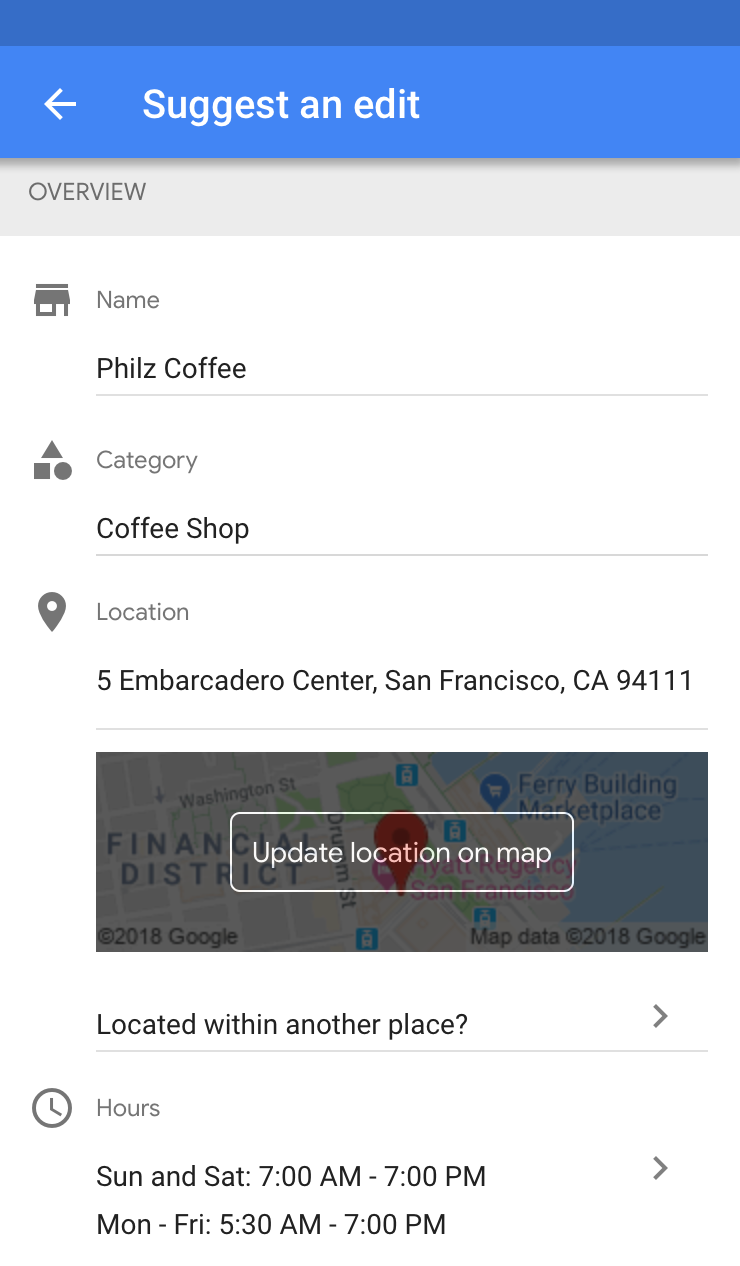 Suggest an edit
OVERVIEW
Name
Philz Coffee
Category
Coffee Shop
Location
5 Embarcadero Center, San Francisco, CA 94111
Washington St
Ferry Building
Marketplace
FINANCIAL
DISTRICT
Drumm St
Update location on map
Hyatt Regency
San Francisco
©2018 Google
Map data ©2018 Google
Located within another place?
Hours
Sun and Sat: 7:00 AM - 7:00 PM
Mon - Fri: 5:30 AM - 7:00 PM